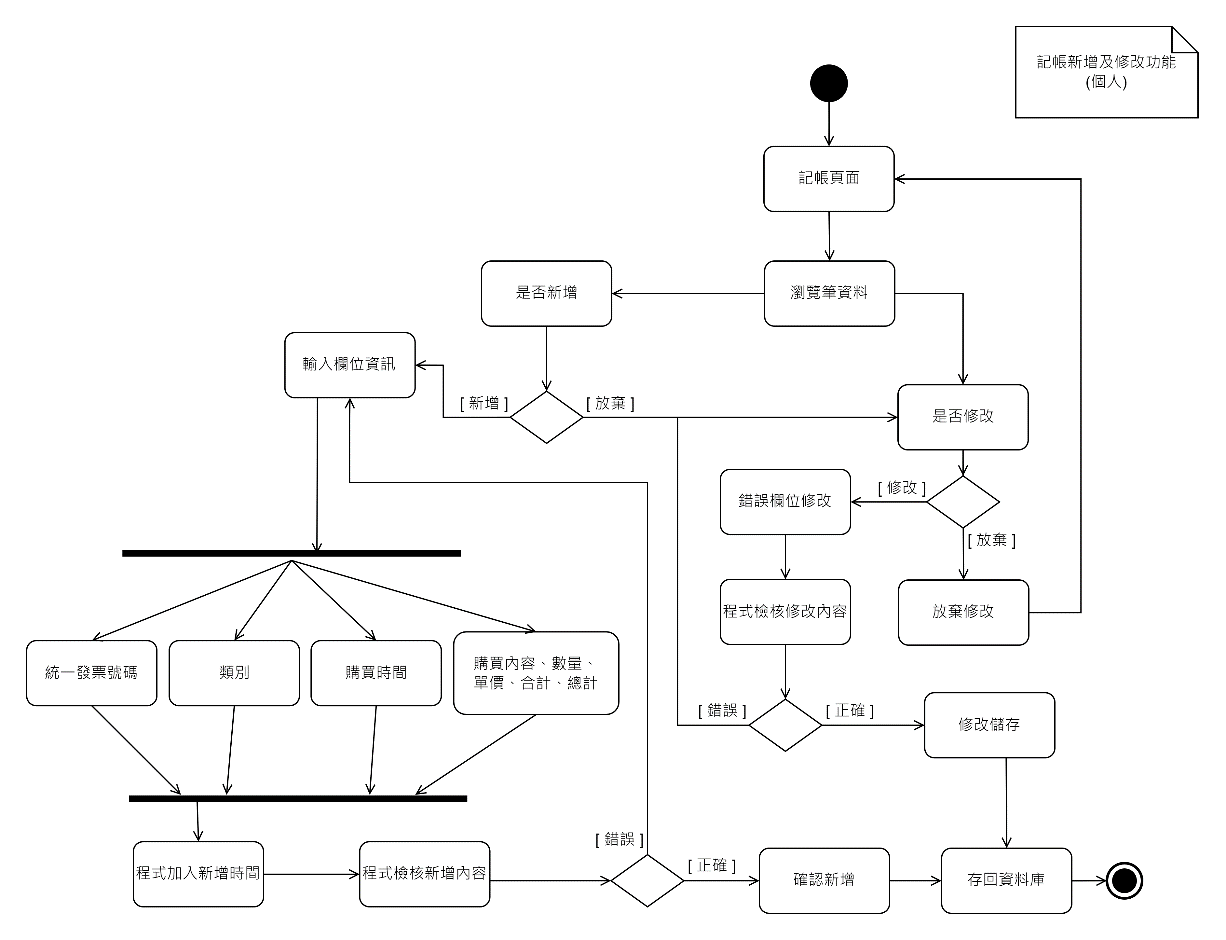 記帳新增及修改功能
(個人)
記帳頁面
是否新增
瀏覽筆資料
輸入欄位資訊
[ 新增 ]
[ 放棄 ]
是否修改
錯誤欄位修改
[ 修改 ]
[ 放棄 ]
程式檢核修改內容
放棄修改
統一發票號碼
類別
購買時間
購買內容、數量、
單價、合計、總計
[ 錯誤 ]
[ 正確 ]
修改儲存
程式加入新增時間
程式檢核新增內容
[ 錯誤 ]
[ 正確 ]
確認新增
存回資料庫